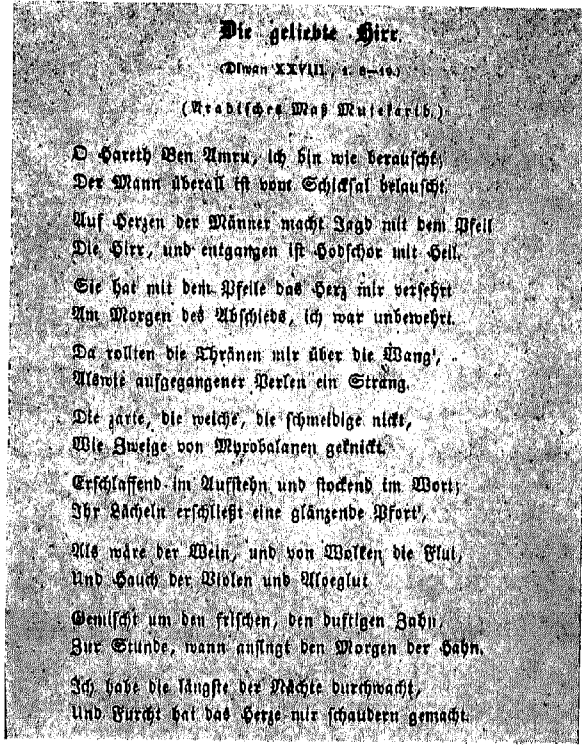 Die geliebte Hirr.
(Diwan XXVIII, 1. 6–19.)
(Arabisches Maß Mutekarib.)
O Hareth Ben Amru, ich bin wie berauscht;
Der Mann überall ist vom Schicksal belauscht.
Auf Herzen der Männer macht Jagd mit dem Pfeil
Die Hirr, und entgangen ist Hodschor mit Heil.
Sie hat mit dem Pfeile das Herz mir versehrt
Am Morgen des Abschieds, ich war unbewehrt.
Da rollten die Thränen mir über die Wang',
Alswie aufgegangener Perlen ein Strang.
Die zarte, die weiche, die schmeidige nickt,
Wie Zweige von Myrobalanen geknickt.
Erschlaffend im Aufstehn und stockend im Wort;
Ihr Lächeln erschließt eine glänzende Pfort',
Als wäre der Wein, und von Wolken die Flut,
Und Hauch der Violen und Aloeglut
Gemischt um den frischen, den duftigen Zahn,
Zur Stunde, wann anfingt den Morgen der Hahn.
Ich habe die längste der Nächte durchwacht,
Und Furcht hat das Herze mir schaudern gemacht.